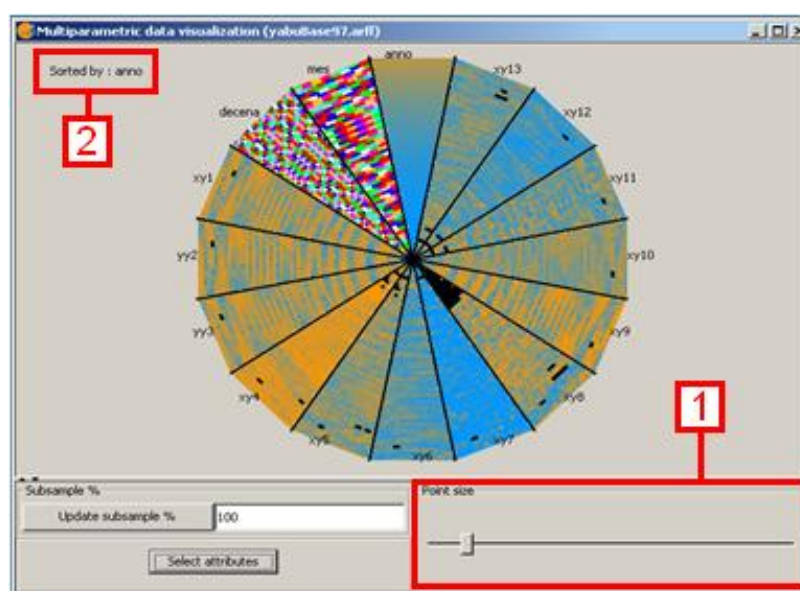 Multiparametric data visualization (yabuBase97.arff)
Sorted by : anno
2
anno
mes
xy13
decena
xy12
xy1
xy11
yy2
xy10
yy3
xy9
xy4
xy8
xy5
xy6
xy7
1
Subsample %
Update subsample %
100
Point size
Select attributes